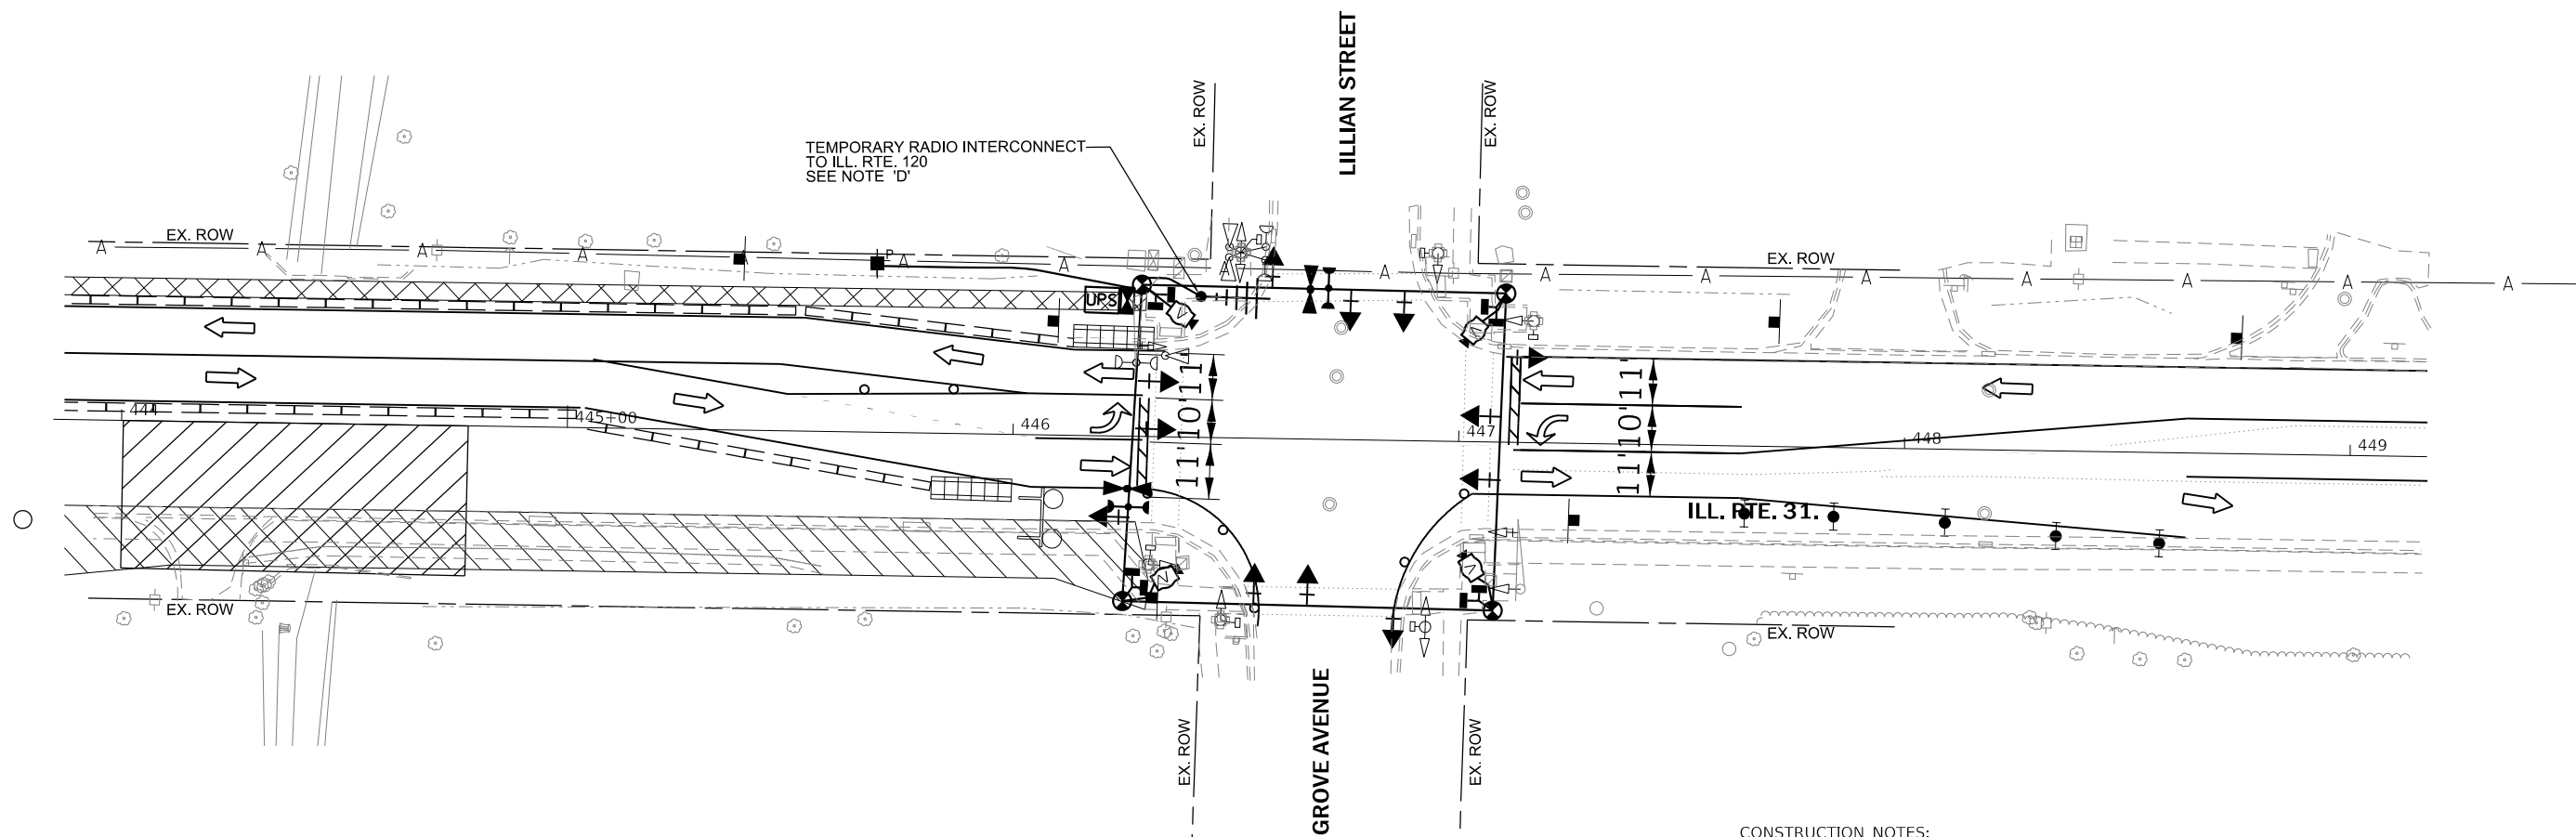 LILLIAN STREET
EX. ROW
EX. ROW
TEMPORARY RADIO INTERCONNECT
TO ILL. RTE. 120
SEE NOTE 'D'
EX. ROW
A
A
A
A
A
P
A
A
A
A
A
A
A
EX. ROW
A
A
A
A
A
UPS
11'
10'
11'
11'
10'
11'
444
445+00
446
447
448
449
ILL. RTE. 31.
EX. ROW
EX. ROW
GROVE AVENUE
EX. ROW
EX. ROW
CONSTRUCTION NOTES: